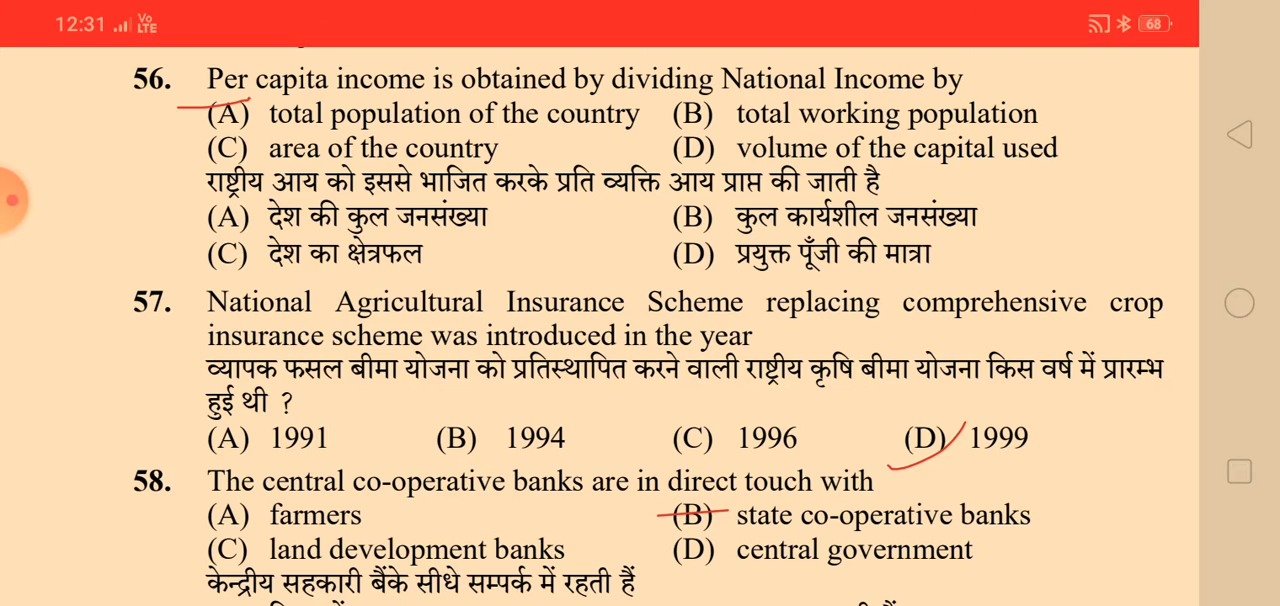 12:31 Vo LTE 68
56. Per capita income is obtained by dividing National Income by
(A) total population of the country (B) total working population
(C) area of the country (D) volume of the capital used
राष्ट्रीय आय को इससे भाजित करके प्रति व्यक्ति आय प्राप्त की जाती है
(A) देश की कुल जनसंख्या (B) कुल कार्यशील जनसंख्या
(C) देश का क्षेत्रफल (D) प्रयुक्त पूँजी की मात्रा
57. National Agricultural Insurance Scheme replacing comprehensive crop
insurance scheme was introduced in the year
व्यापक फसल बीमा योजना को प्रतिस्थापित करने वाली राष्ट्रीय कृषि बीमा योजना किस वर्ष में प्रारम्भ
हुई थी ?
(A) 1991 (B) 1994 (C) 1996 (D) 1999
58. The central co-operative banks are in direct touch with
(A) farmers (B) state co-operative banks
(C) land development banks (D) central government
केन्द्रीय सहकारी बैंके सीधे सम्पर्क में रहती हैं